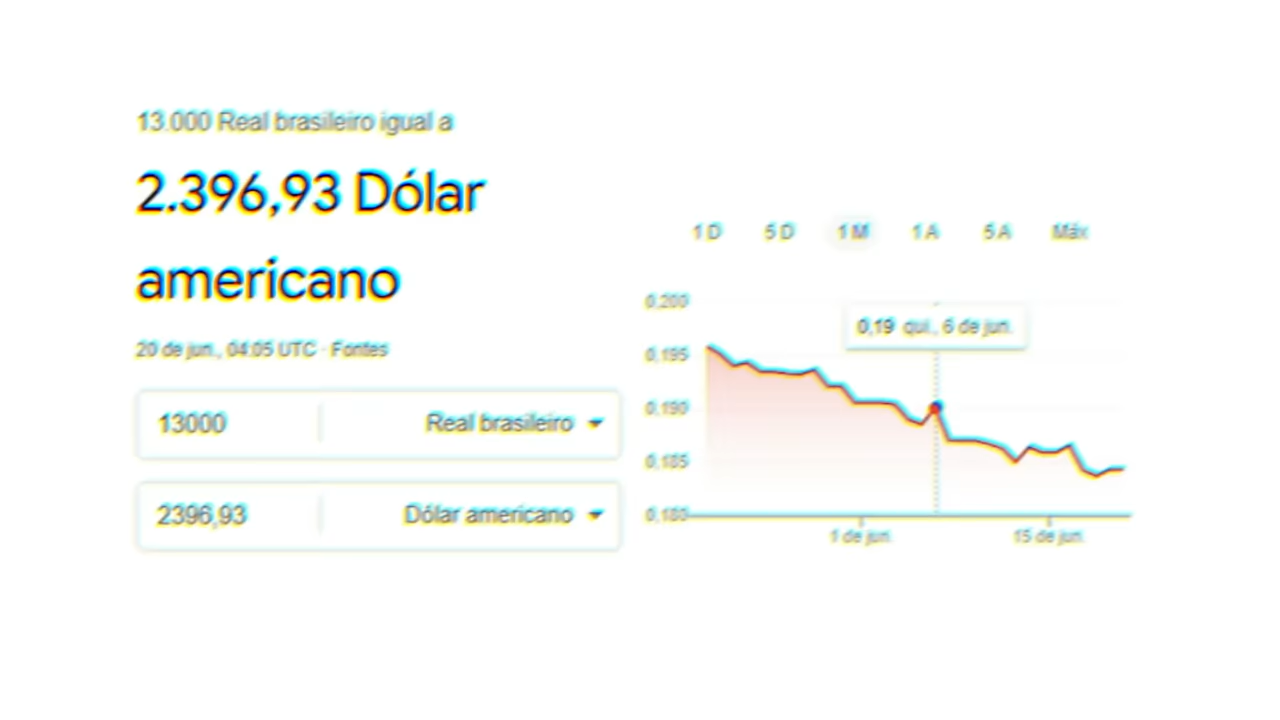 13.000 Real brasileiro igual a
2.396,93 Dólar
americano
20 de jun., 04:05 UTC · Fontes
13000 Real brasileiro
2396,93 Dólar americano
1 D 5 D 1 M 1 A 5 A Máx
0,200
0,19 qui., 6 de jun.
0,195
0,190
0,185
0,180
1 de jun. 15 de jun.